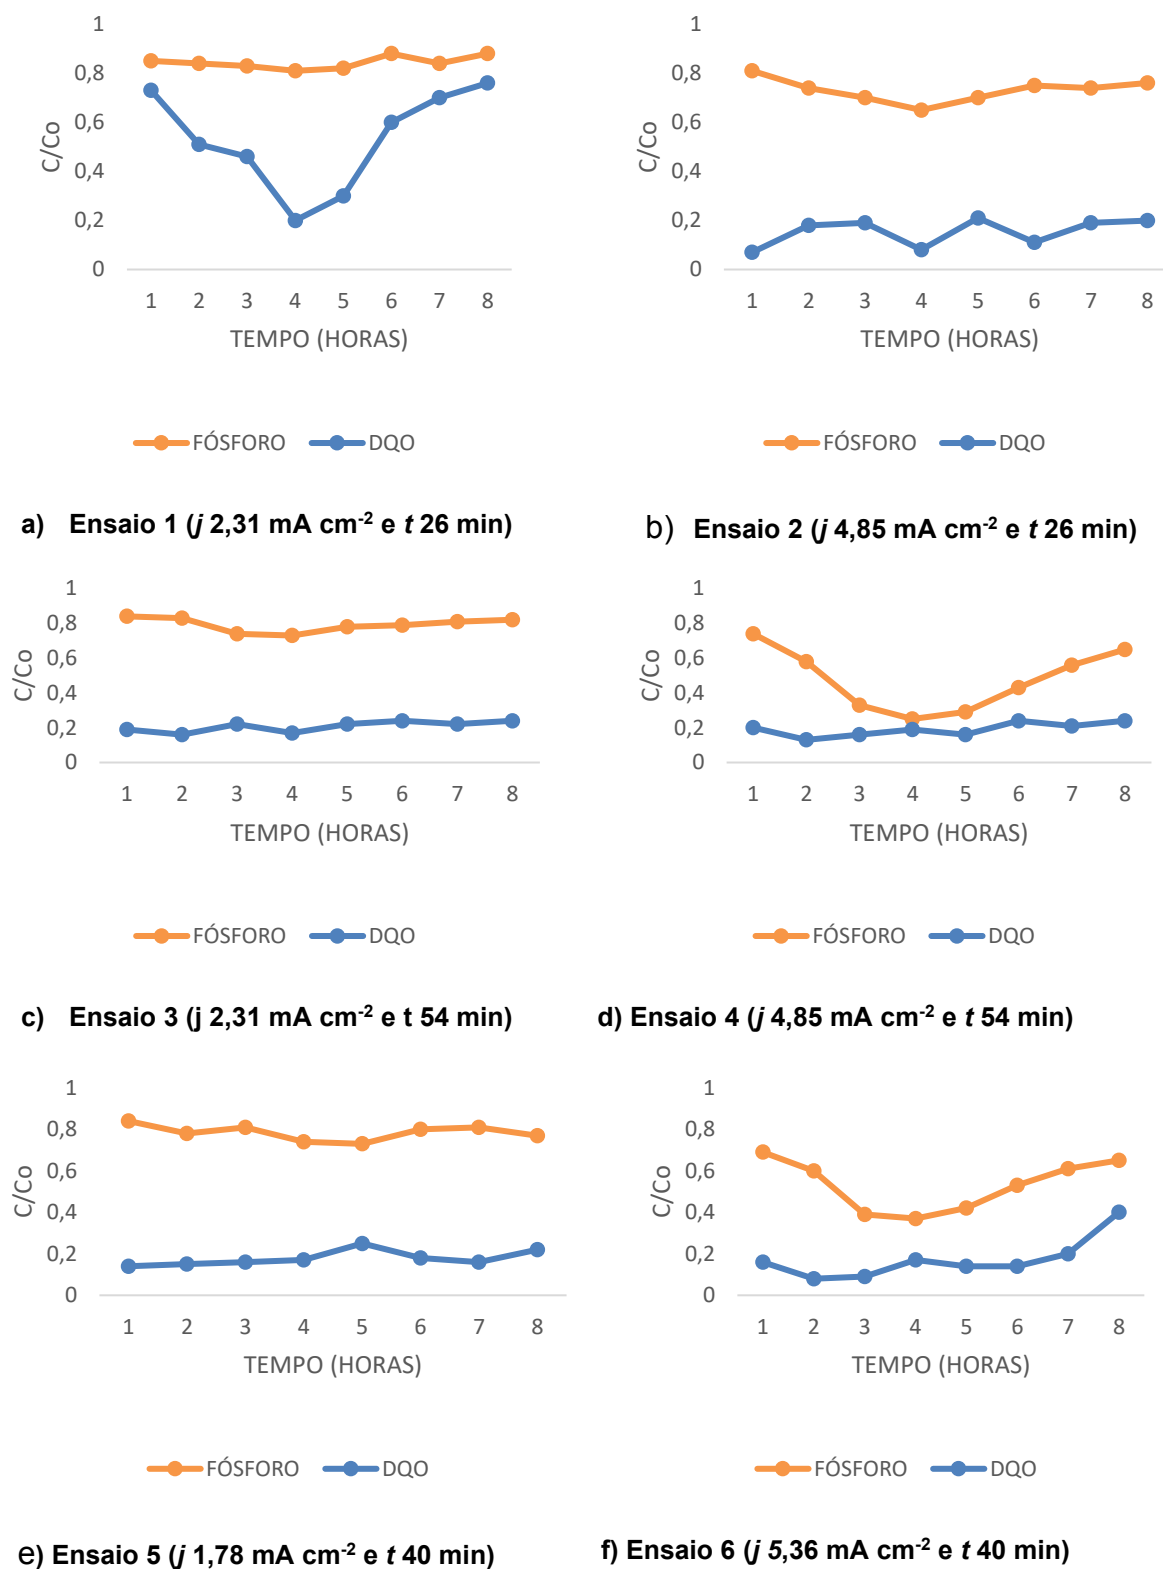 1
0,8
0,6
0,4
0,2
0
C/Co
1 2 3 4 5 6 7 8
TEMPO (HORAS)
FÓSFORO DQO
a) Ensaio 1 (j 2,31 mA cm-2 e t 26 min)
1
0,8
0,6
0,4
0,2
0
C/Co
1 2 3 4 5 6 7 8
TEMPO (HORAS)
FÓSFORO DQO
b) Ensaio 2 (j 4,85 mA cm-2 e t 26 min)
1
0,8
0,6
0,4
0,2
0
C/Co
1 2 3 4 5 6 7 8
TEMPO (HORAS)
FÓSFORO DQO
c) Ensaio 3 (j 2,31 mA cm-2 e t 54 min)
1
0,8
0,6
0,4
0,2
0
C/Co
1 2 3 4 5 6 7 8
TEMPO (HORAS)
FÓSFORO DQO
d) Ensaio 4 (j 4,85 mA cm-2 e t 54 min)
1
0,8
0,6
0,4
0,2
0
C/Co
1 2 3 4 5 6 7 8
TEMPO (HORAS)
FÓSFORO DQO
e) Ensaio 5 (j 1,78 mA cm-2 e t 40 min)
1
0,8
0,6
0,4
0,2
0
C/Co
1 2 3 4 5 6 7 8
TEMPO (HORAS)
FÓSFORO DQO
f) Ensaio 6 (j 5,36 mA cm-2 e t 40 min)